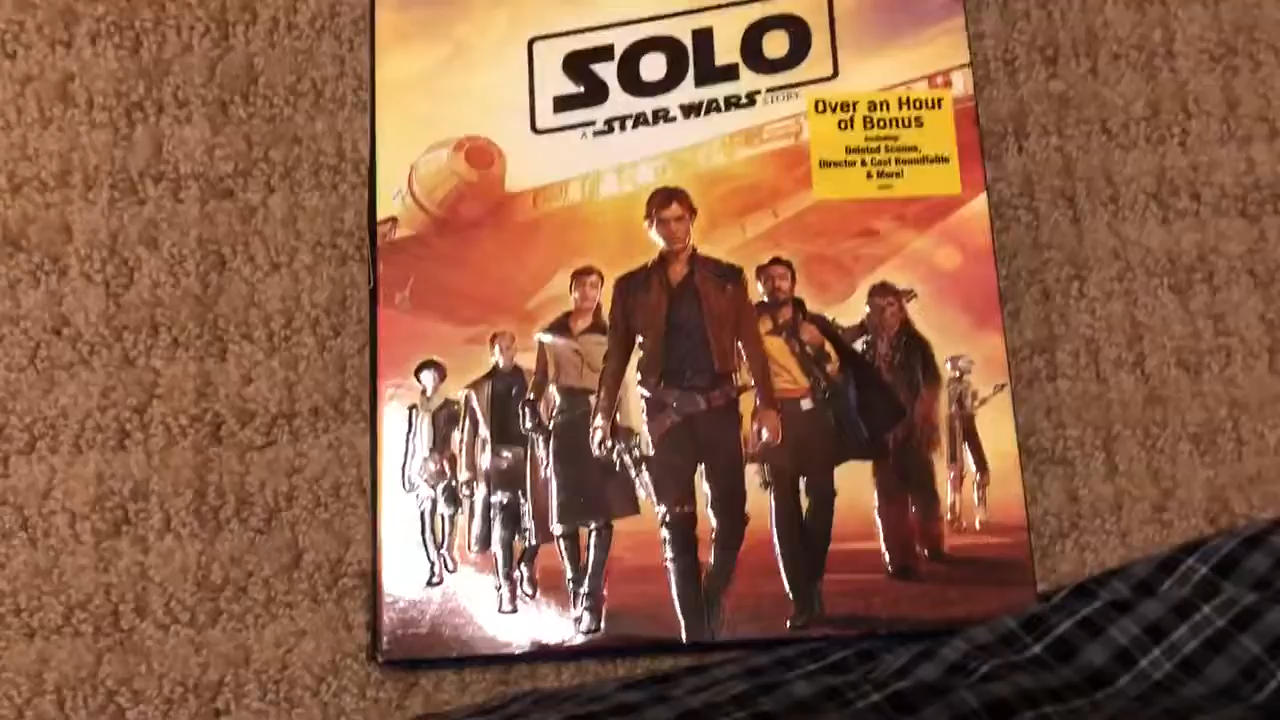 SOLO
A STAR WARS STORY
Over an Hour
of Bonus
Including:
Deleted Scenes,
Director & Cast Roundtable
& More!